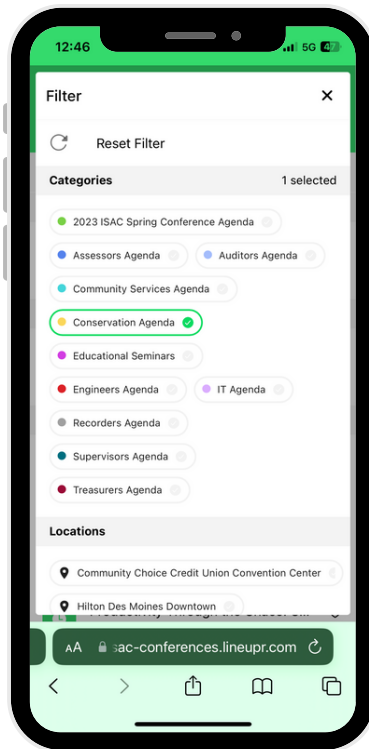 12:46
5G 47
Filter
Reset Filter
Categories 1 selected
2023 ISAC Spring Conference Agenda
Assessors Agenda Auditors Agenda
Community Services Agenda
Conservation Agenda
Educational Seminars
Engineers Agenda IT Agenda
Recorders Agenda
Supervisors Agenda
Treasurers Agenda
Locations
Community Choice Credit Union Convention Center
Hilton Des Moines Downtown
AA sac-conferences.lineupr.com